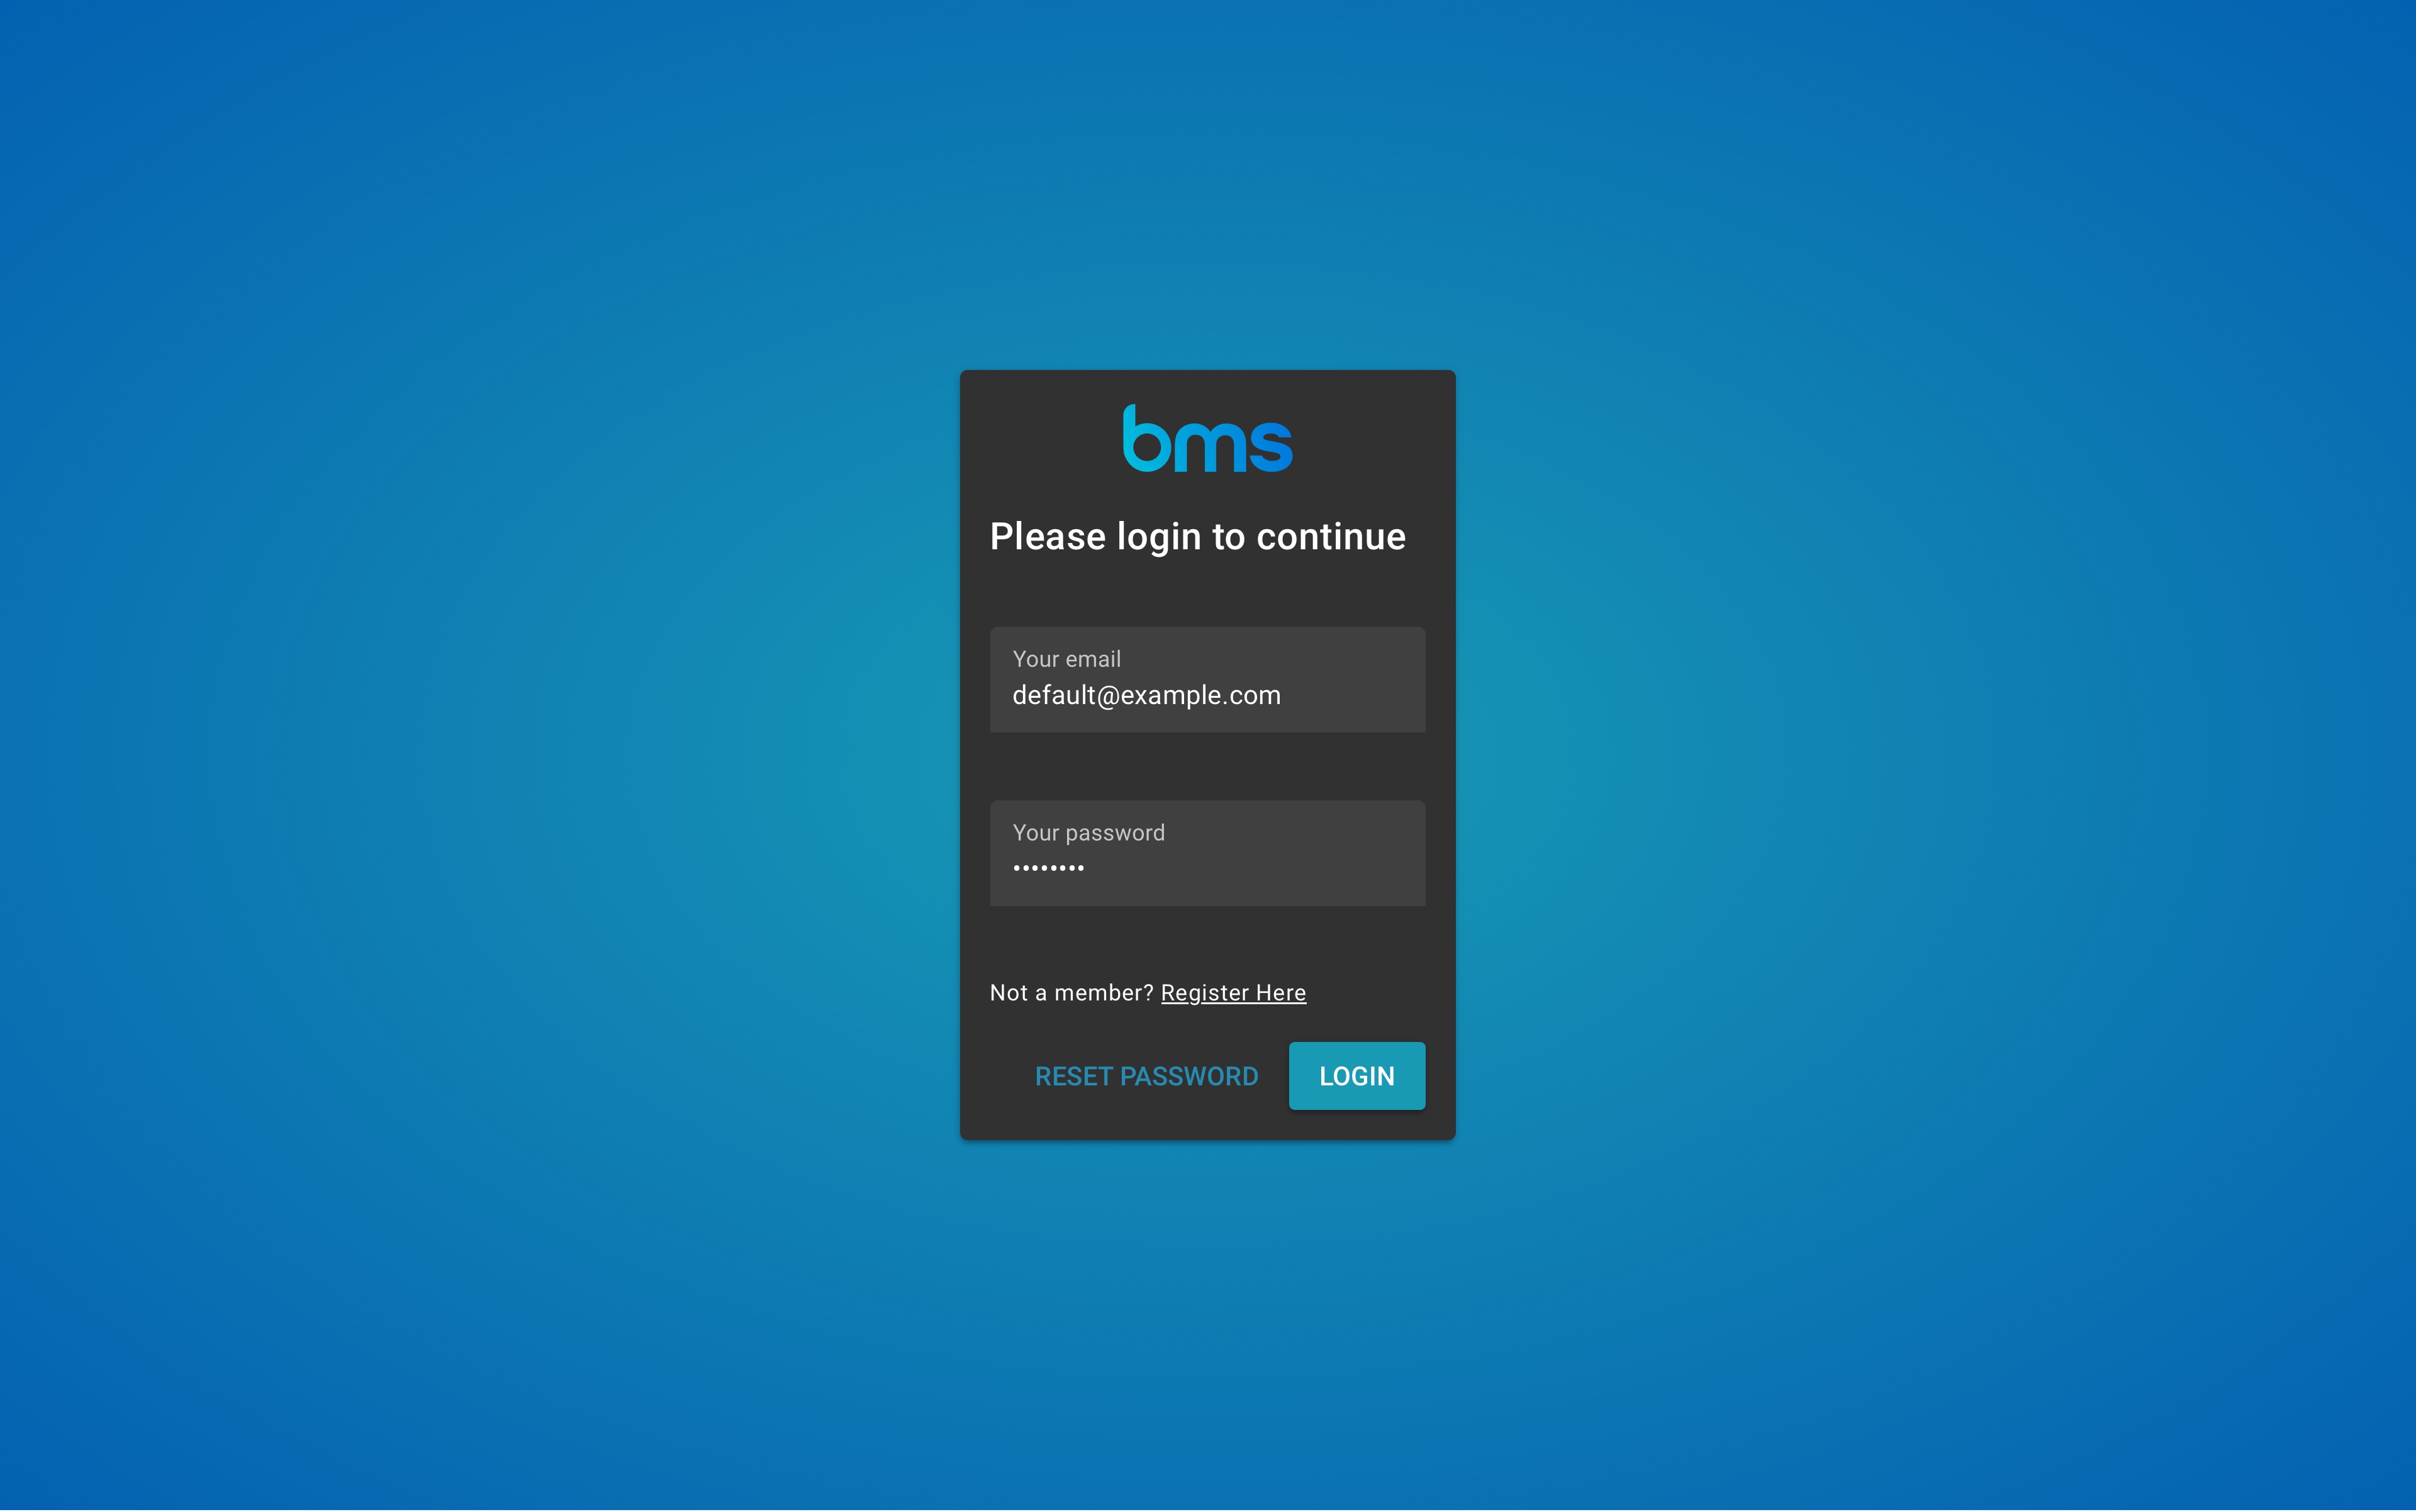 bms
Please login to continue
Your email
default@example.com
Your password
••••••••
Not a member? Register Here
RESET PASSWORD LOGIN